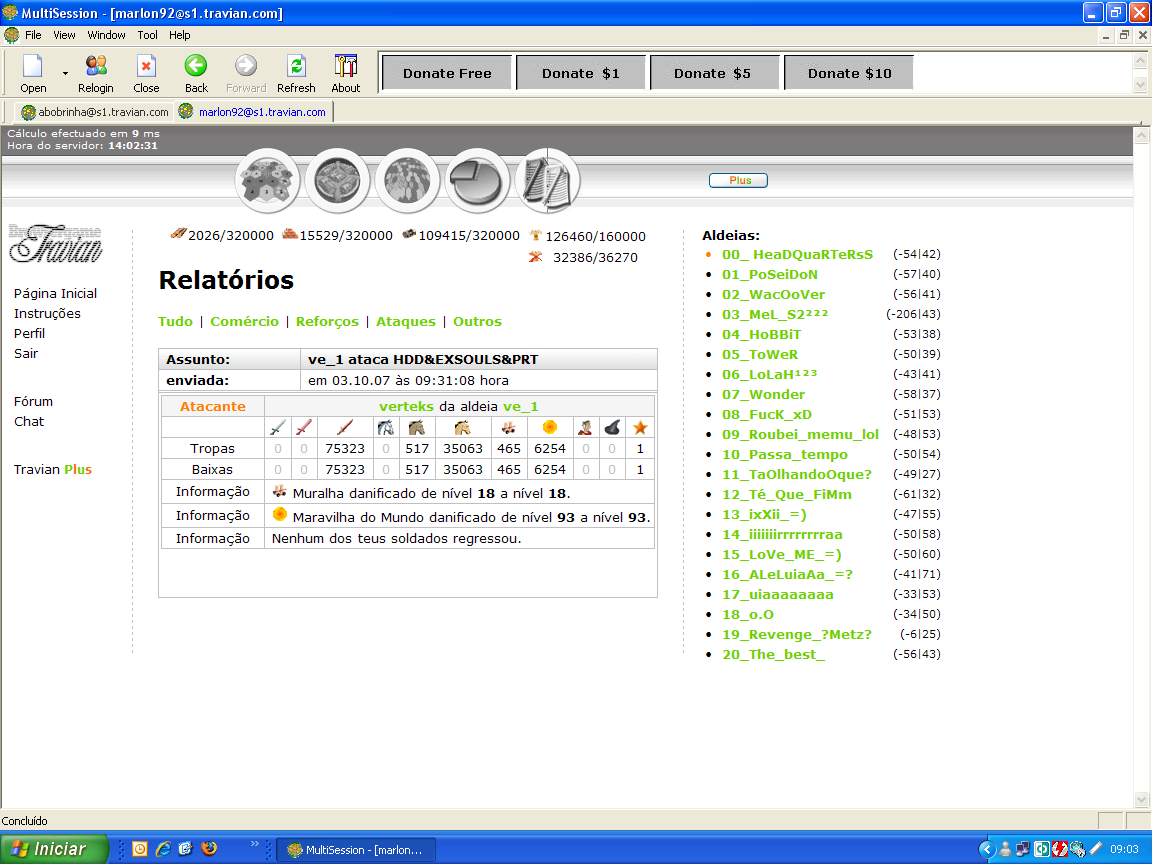 MultiSession - [marlon92@s1.travian.com]
File View Window Tool Help
Open Relogin Close Back Forward Refresh About
Donate Free Donate $1 Donate $5 Donate $10
abobrinha@s1.travian.com marlon92@s1.travian.com
Cálculo efectuado em 9 ms
Hora do servidor: 14:02:31
Plus
Travian
Página Inicial
Instruções
Perfil
Sair
Fórum
Chat
Travian Plus
2026/320000 15529/320000 109415/320000 126460/160000
32386/36270
Relatórios
Tudo | Comércio | Reforços | Ataques | Outros
Assunto: ve_1 ataca HDD&EXSOULS&PRT
enviada: em 03.10.07 às 09:31:08 hora
Atacante verteks da aldeia ve_1
Tropas 0 0 75323 0 517 35063 465 6254 0 0 1
Baixas 0 0 75323 0 517 35063 465 6254 0 0 1
Informação Muralha danificado de nível 18 a nível 18.
Informação Maravilha do Mundo danificado de nível 93 a nível 93.
Informação Nenhum dos teus soldados regressou.
Aldeias:
00_ HeaDQuaRTeRsS (-54|42)
01_PoSeiDoN (-57|40)
02_WacOoVer (-56|41)
03_MeL_S2²²² (-206|43)
04_HoBBiT (-53|38)
05_ToWeR (-50|39)
06_LoLaH¹²³ (-43|41)
07_Wonder (-58|37)
08_FucK_xD (-51|53)
09_Roubei_memu_lol (-48|53)
10_Passa_tempo (-50|54)
11_TaOlhandoOque? (-49|27)
12_Té_Que_FiMm (-61|32)
13_ixXii_=) (-47|55)
14_iiiiiiirrrrrrrraa (-50|58)
15_LoVe_ME_=) (-50|60)
16_ALeLuiaAa_=? (-41|71)
17_uiaaaaaaaa (-33|53)
18_o.O (-34|50)
19_Revenge_?Metz? (-6|25)
20_The_best_ (-56|43)
Concluído
Iniciar
MultiSession - [marlon...
09:03